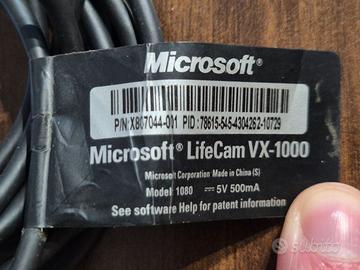 Microsoft®
P/N:X807044-001 PID:78615-545-4304262-10729
Microsoft® LifeCam VX-1000
Microsoft Corporation Made in China (S)
Model 1080 ⎓ 5V 500mA
See software Help for patent information
subito